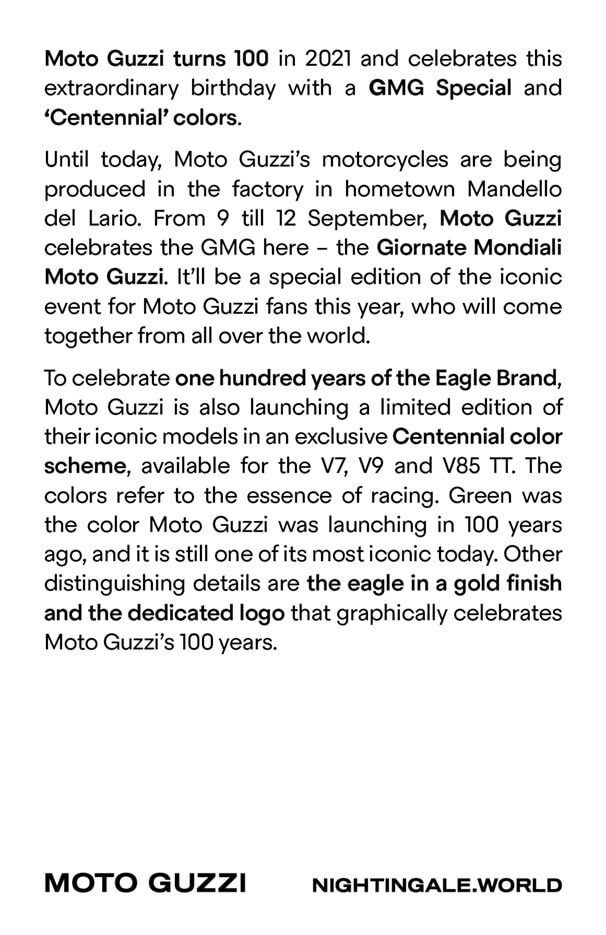 Moto Guzzi turns 100 in 2021 and celebrates this
extraordinary birthday with a GMG Special and
‘Centennial’ colors.
Until today, Moto Guzzi’s motorcycles are being
produced in the factory in hometown Mandello
del Lario. From 9 till 12 September, Moto Guzzi
celebrates the GMG here – the Giornate Mondiali
Moto Guzzi. It’ll be a special edition of the iconic
event for Moto Guzzi fans this year, who will come
together from all over the world.
To celebrate one hundred years of the Eagle Brand,
Moto Guzzi is also launching a limited edition of
their iconic models in an exclusive Centennial color
scheme, available for the V7, V9 and V85 TT. The
colors refer to the essence of racing. Green was
the color Moto Guzzi was launching in 100 years
ago, and it is still one of its most iconic today. Other
distinguishing details are the eagle in a gold finish
and the dedicated logo that graphically celebrates
Moto Guzzi’s 100 years.
MOTO GUZZI
NIGHTINGALE.WORLD